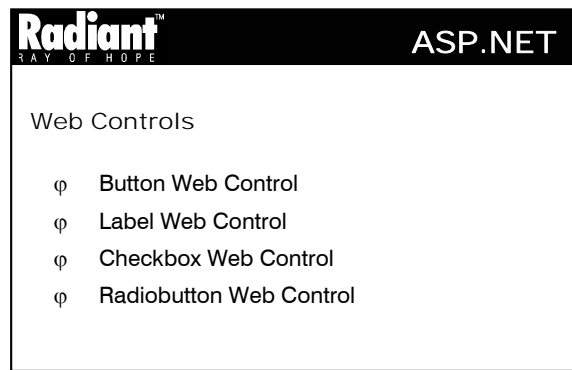 Radiant™
RAY OF HOPE
ASP.NET
Web Controls
φ Button Web Control
φ Label Web Control
φ Checkbox Web Control
φ Radiobutton Web Control